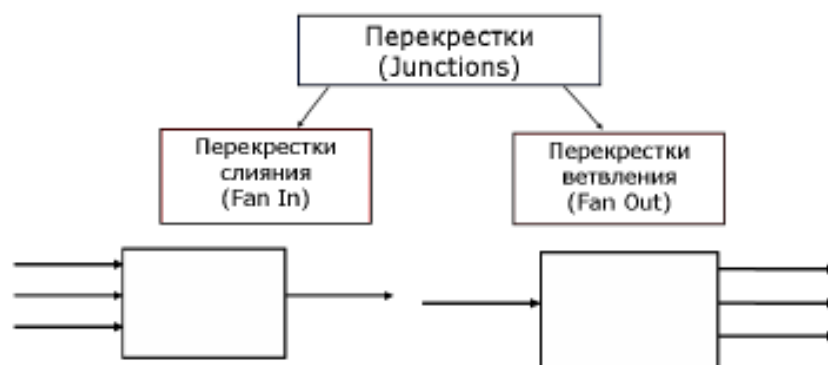 Перекрестки
(Junctions)
Перекрестки
слияния
(Fan In)
Перекрестки
ветвления
(Fan Out)